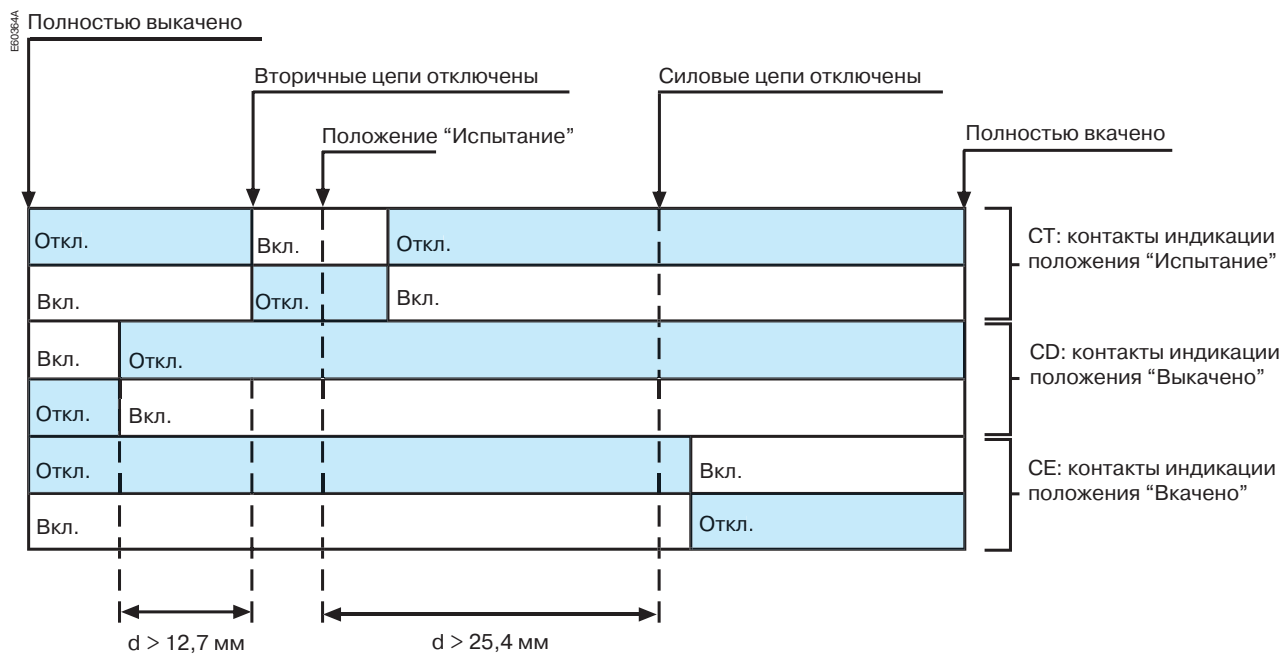 E60364A
Полностью выкачено
Вторичные цепи отключены
Силовые цепи отключены
Положение “Испытание”
Полностью вкачено
Откл.
Вкл.
Откл.
CT: контакты индикации
положения “Испытание”
Вкл.
Откл.
Вкл.
Вкл.
Откл.
CD: контакты индикации
положения “Выкачено”
Откл.
Вкл.
Откл.
Вкл.
CE: контакты индикации
положения “Вкачено”
Вкл.
Откл.
d > 12,7 мм
d > 25,4 мм